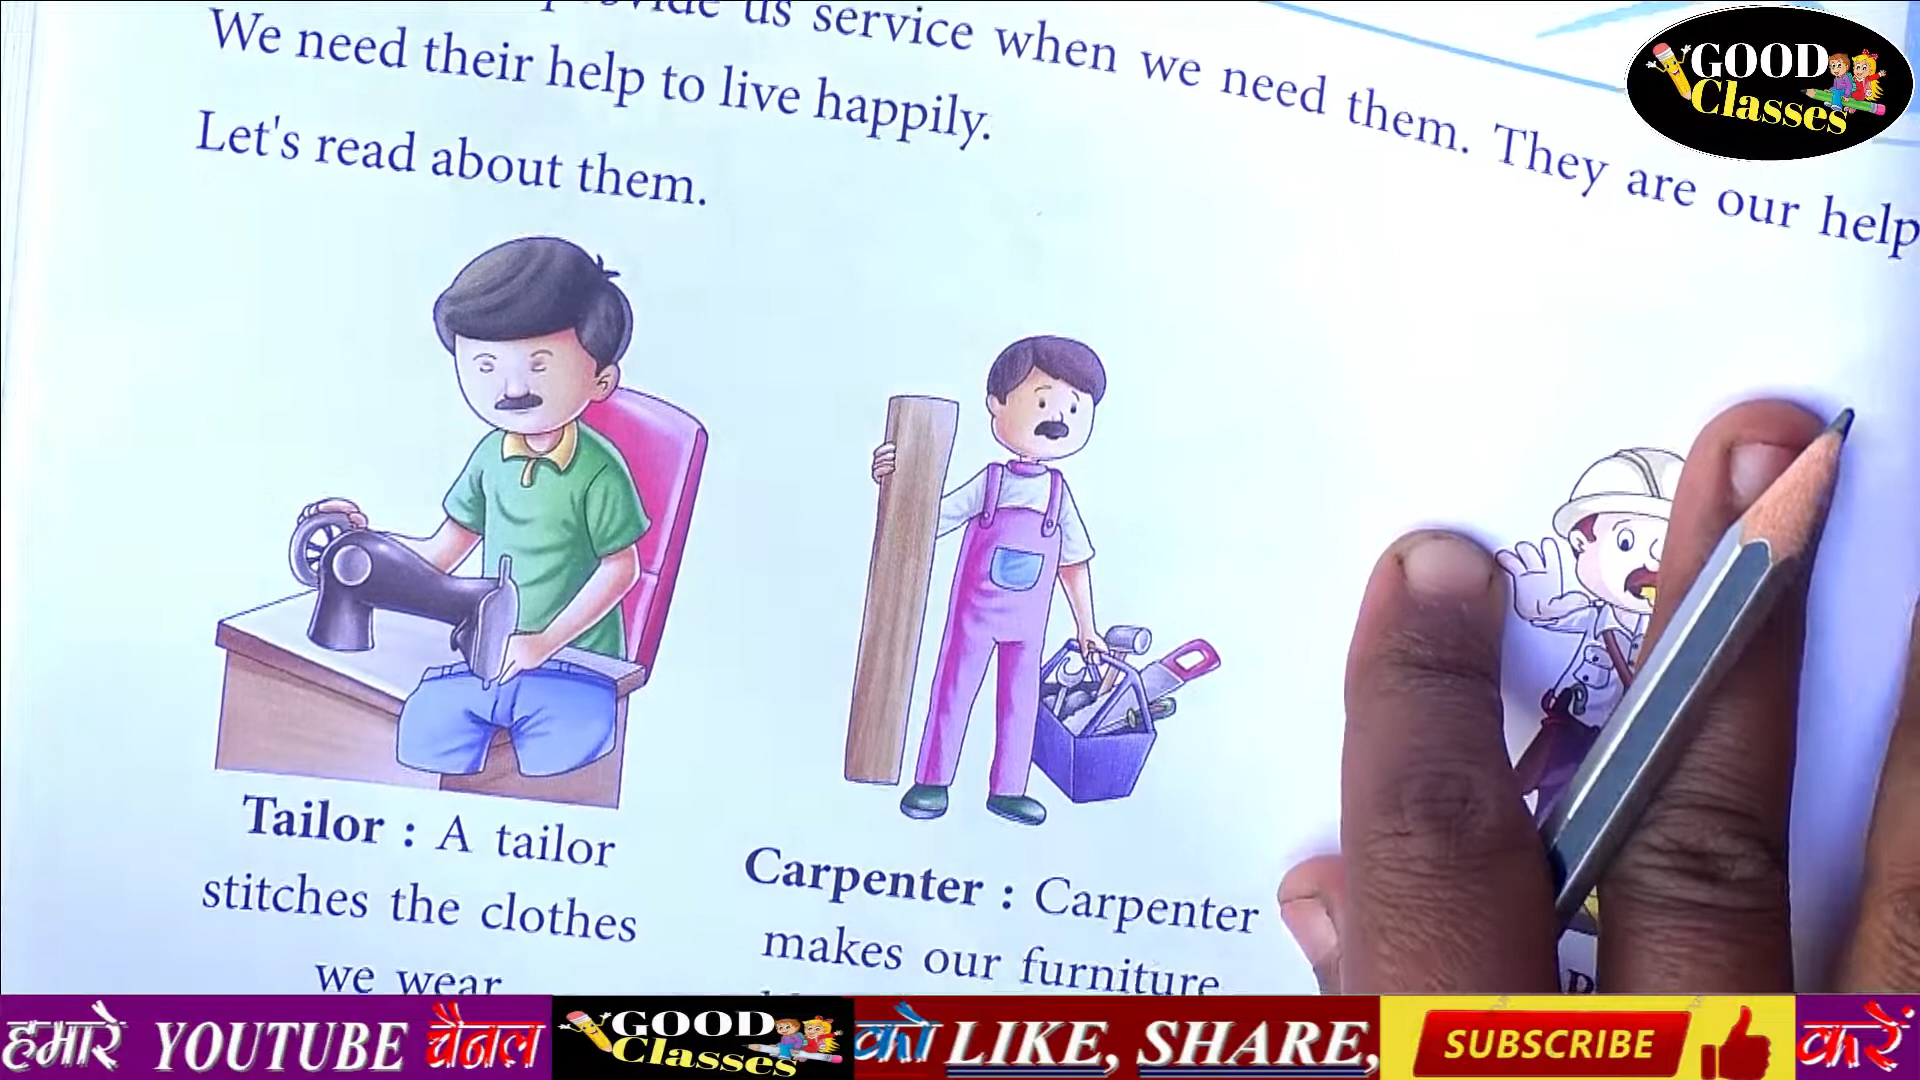 us service when we need them. They are our help
We need their help to live happily.
Let's read about them.
GOOD
Classes
Tailor : A tailor
stitches the clothes
we wear
Carpenter : Carpenter
makes our furniture
हमारे YOUTUBE चैनल GOOD Classes को LIKE, SHARE, SUBSCRIBE करें